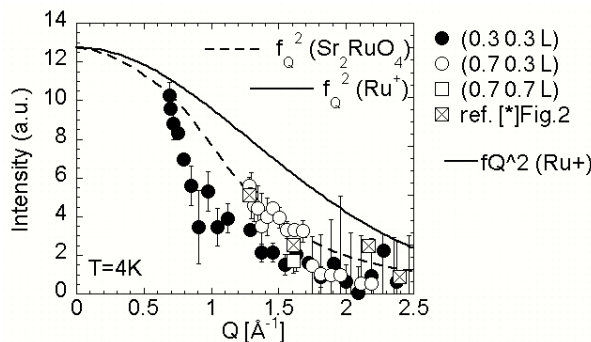 14
12
10
8
6
4
2
0
Intensity (a.u.)
f_Q^2 (Sr_2RuO_4)
f_Q^2 (Ru^+)
T=4K
0 0.5 1 1.5 2 2.5
Q [Å^-1]
(0.3 0.3 L)
(0.7 0.3 L)
(0.7 0.7 L)
ref. [*]Fig.2
fQ^2 (Ru+)